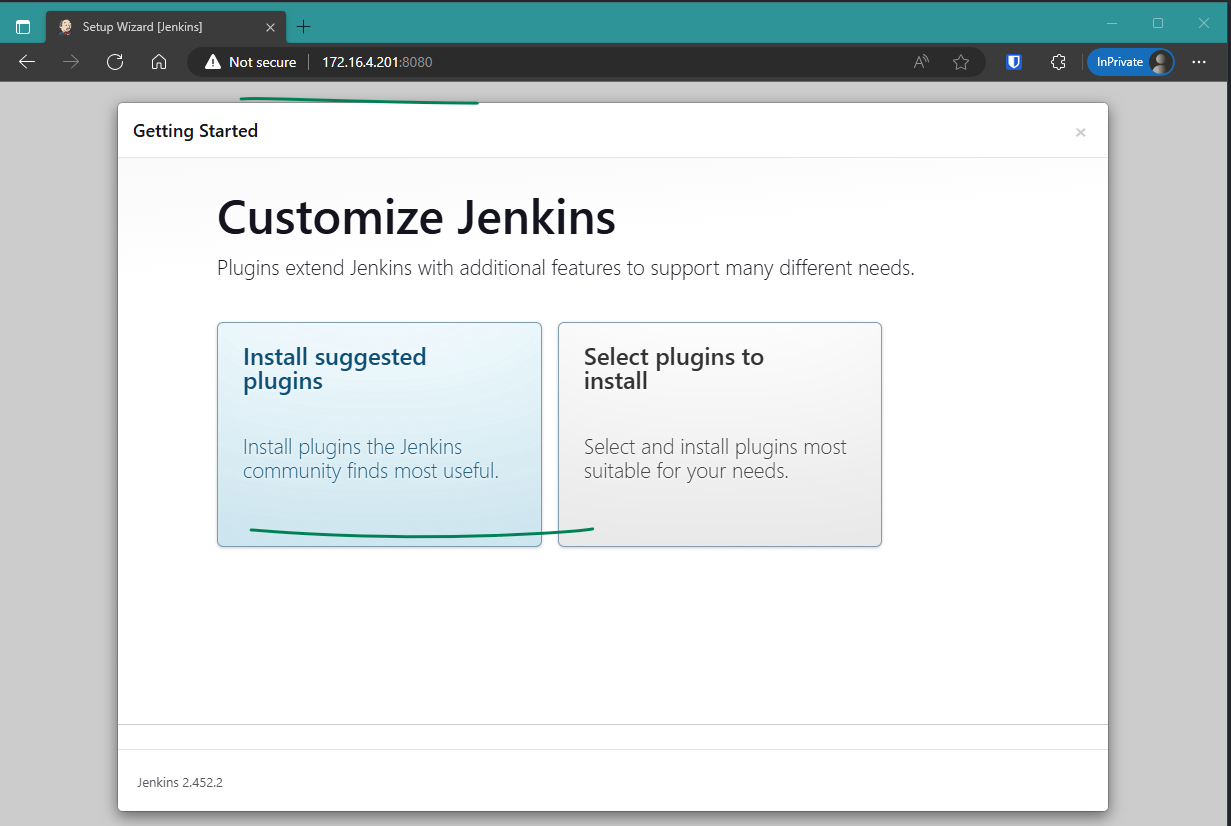 Setup Wizard [Jenkins]
Not secure 172.16.4.201:8080 InPrivate
Getting Started
Customize Jenkins
Plugins extend Jenkins with additional features to support many different needs.
Install suggested
plugins
Install plugins the Jenkins
community finds most useful.
Select plugins to
install
Select and install plugins most
suitable for your needs.
Jenkins 2.452.2